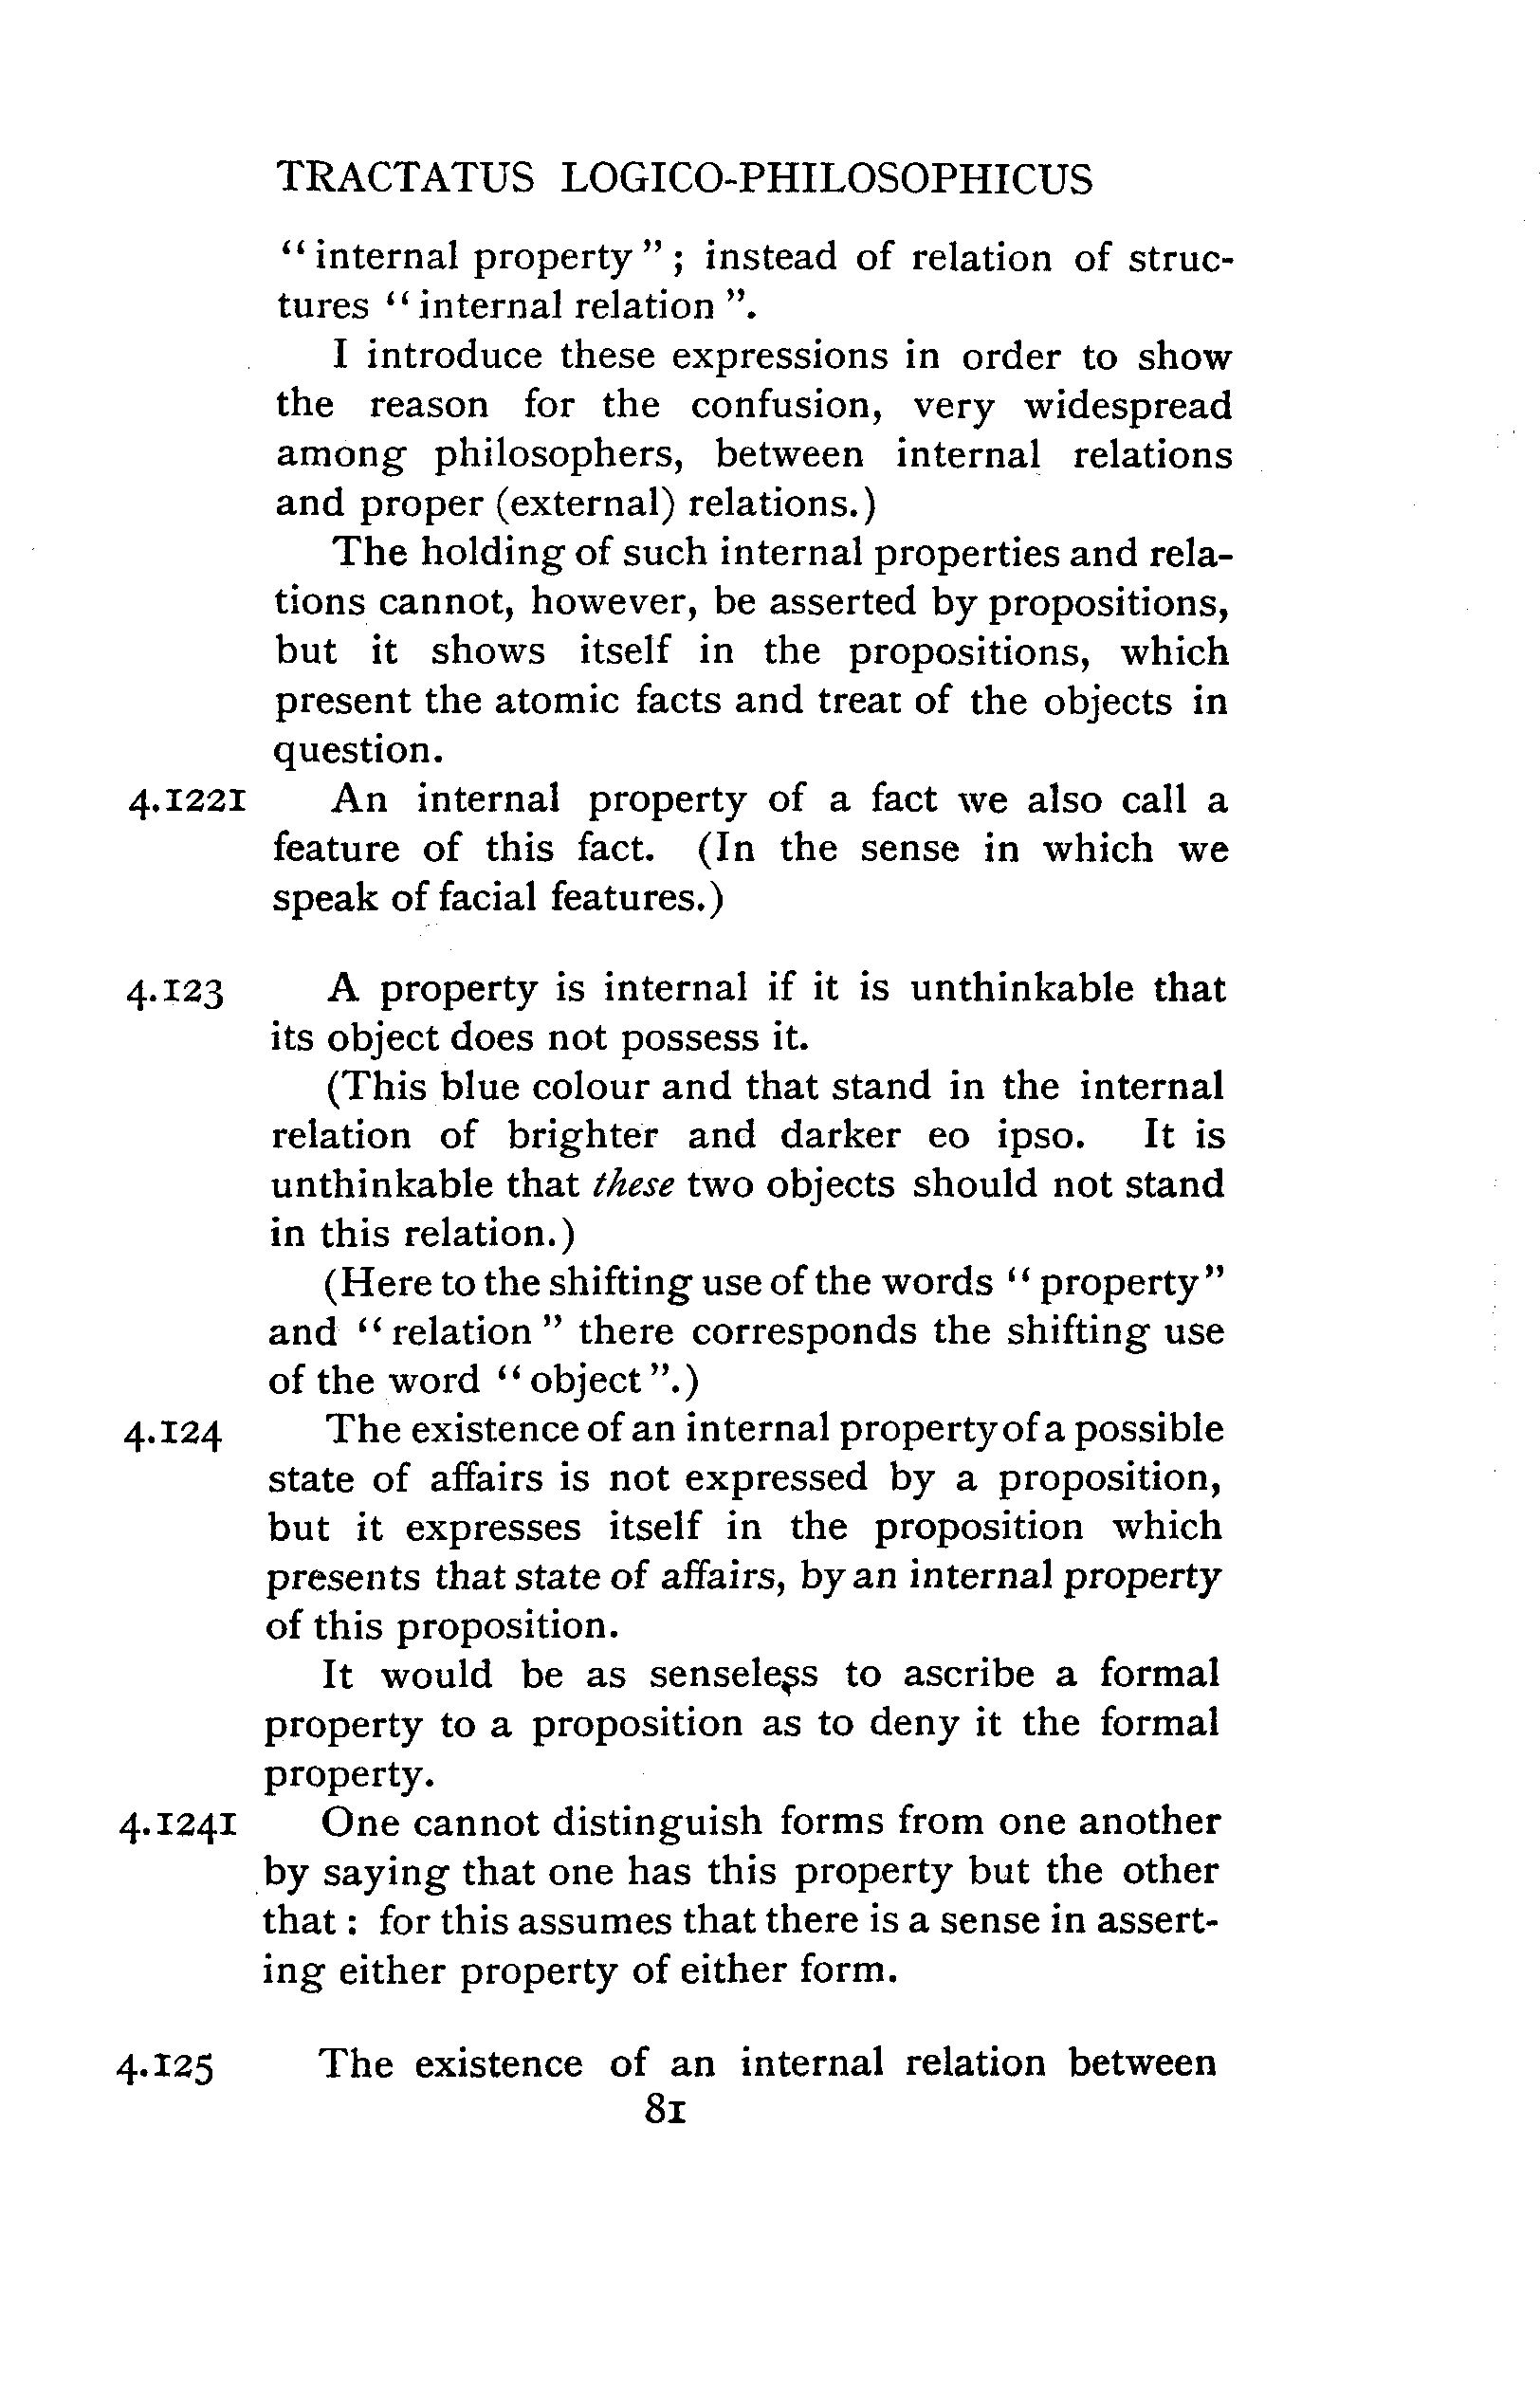 TRACTATUS LOGICO-PHILOSOPHICUS
“ internal property ” ; instead of relation of struc-
tures “ internal relation ”.
I introduce these expressions in order to show
the reason for the confusion, very widespread
among philosophers, between internal relations
and proper (external) relations.)
The holding of such internal properties and rela-
tions cannot, however, be asserted by propositions,
but it shows itself in the propositions, which
present the atomic facts and treat of the objects in
question.
4.1221 An internal property of a fact we also call a
feature of this fact. (In the sense in which we
speak of facial features.)
4.123 A property is internal if it is unthinkable that
its object does not possess it.
(This blue colour and that stand in the internal
relation of brighter and darker eo ipso. It is
unthinkable that these two objects should not stand
in this relation.)
(Here to the shifting use of the words “ property”
and “ relation ” there corresponds the shifting use
of the word “ object ”.)
4.124 The existence of an internal property of a possible
state of affairs is not expressed by a proposition,
but it expresses itself in the proposition which
presents that state of affairs, by an internal property
of this proposition.
It would be as senseless to ascribe a formal
property to a proposition as to deny it the formal
property.
4.1241 One cannot distinguish forms from one another
by saying that one has this property but the other
that : for this assumes that there is a sense in assert-
ing either property of either form.
4.125 The existence of an internal relation between
81